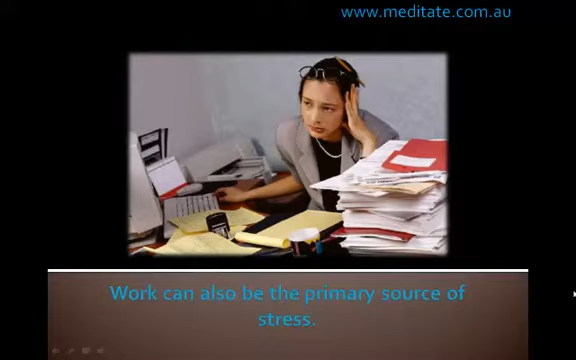 www.meditate.com.au
Work can also be the primary source of
stress.